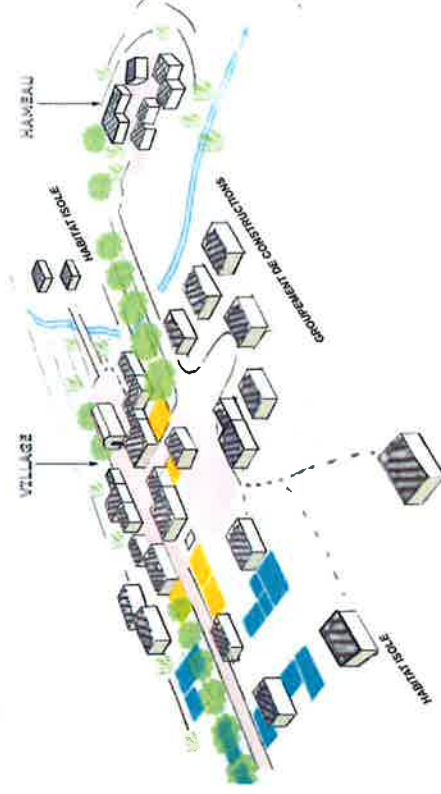 HAMEAU
HABITAT ISOLE
VILLAGE
GROUPEMENT DE CONSTRUCTIONS
HABITAT ISOLE